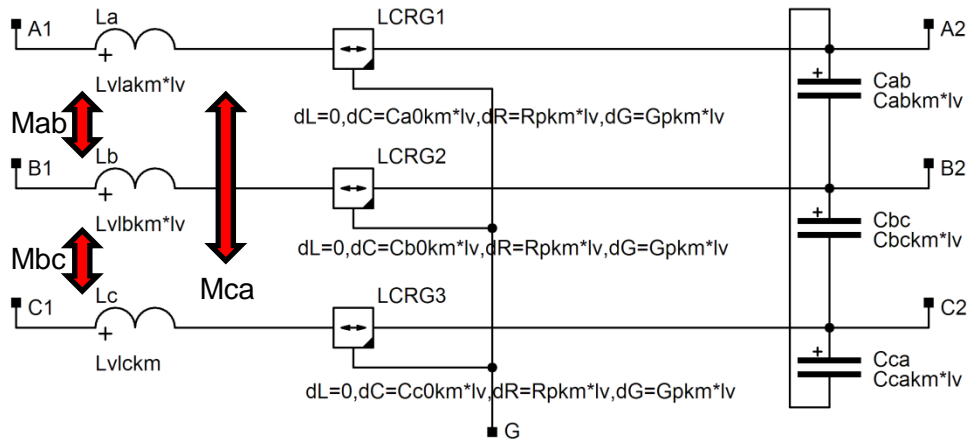 A1
La
LCRG1
A2
+
Lvlakm*lv
+
Cab
Cabkm*lv
dL=0,dC=Ca0km*lv,dR=Rpkm*lv,dG=Gpkm*lv
Mab
B1
Lb
LCRG2
B2
+
Lvlbkm*lv
+
Cbc
Cbckm*lv
dL=0,dC=Cb0km*lv,dR=Rpkm*lv,dG=Gpkm*lv
Mbc
Mca
C1
Lc
LCRG3
C2
+
Lvlckm
+
Cca
Ccakm*lv
dL=0,dC=Cc0km*lv,dR=Rpkm*lv,dG=Gpkm*lv
G